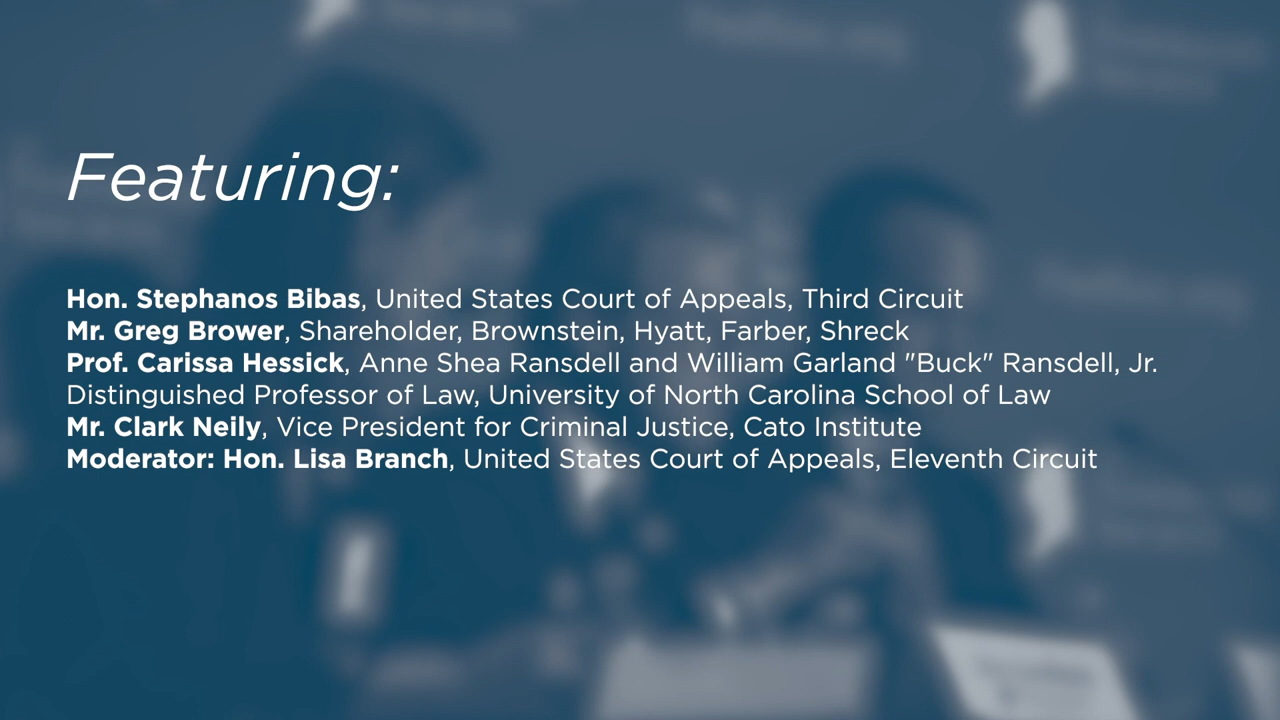 Featuring:
Hon. Stephanos Bibas, United States Court of Appeals, Third Circuit
Mr. Greg Brower, Shareholder, Brownstein, Hyatt, Farber, Shreck
Prof. Carissa Hessick, Anne Shea Ransdell and William Garland "Buck" Ransdell, Jr.
Distinguished Professor of Law, University of North Carolina School of Law
Mr. Clark Neily, Vice President for Criminal Justice, Cato Institute
Moderator: Hon. Lisa Branch, United States Court of Appeals, Eleventh Circuit